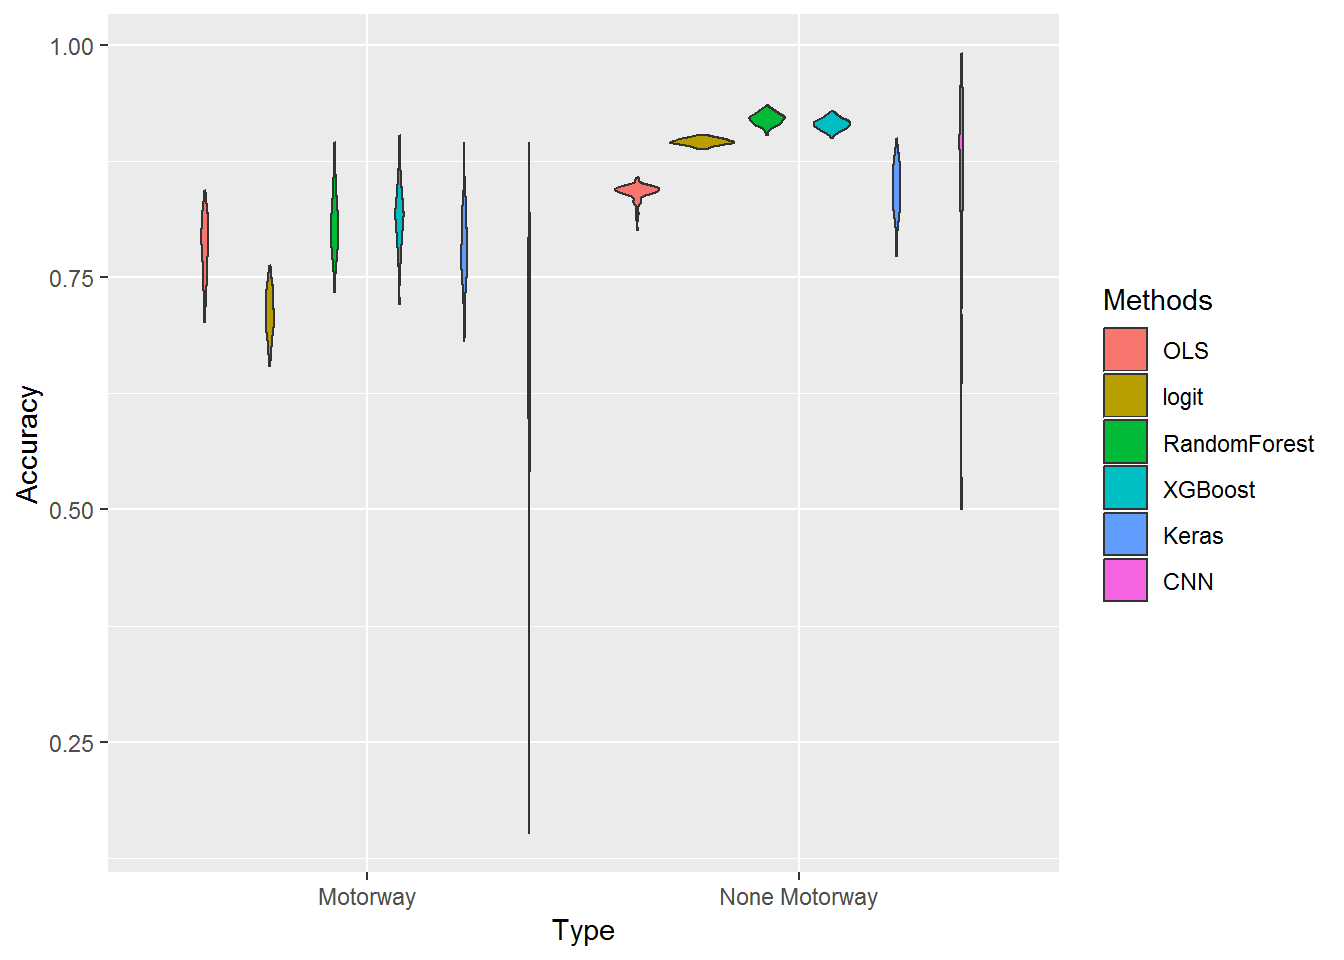 1.00
0.75
0.50
0.25
Accuracy
Motorway
None Motorway
Type
Methods
OLS
logit
RandomForest
XGBoost
Keras
CNN